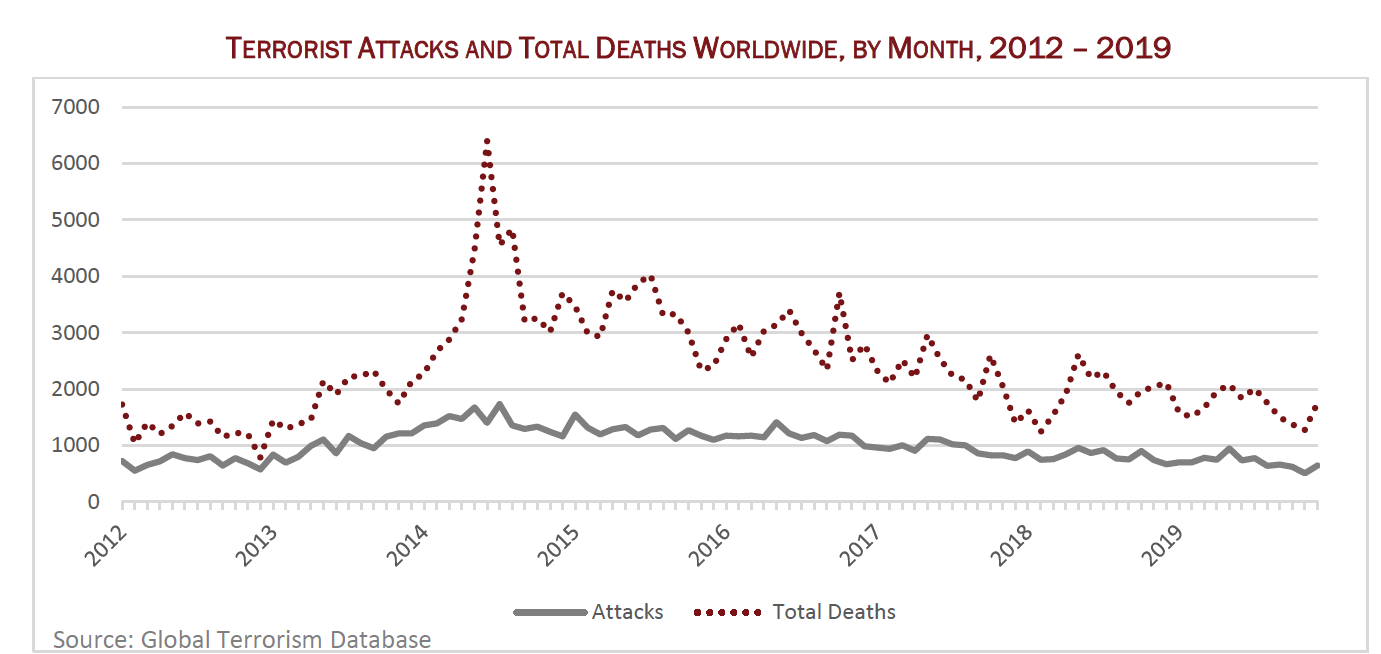 TERRORIST ATTACKS AND TOTAL DEATHS WORLDWIDE, BY MONTH, 2012 – 2019
7000
6000
5000
4000
3000
2000
1000
0
2012 2013 2014 2015 2016 2017 2018 2019
Attacks Total Deaths
Source: Global Terrorism Database